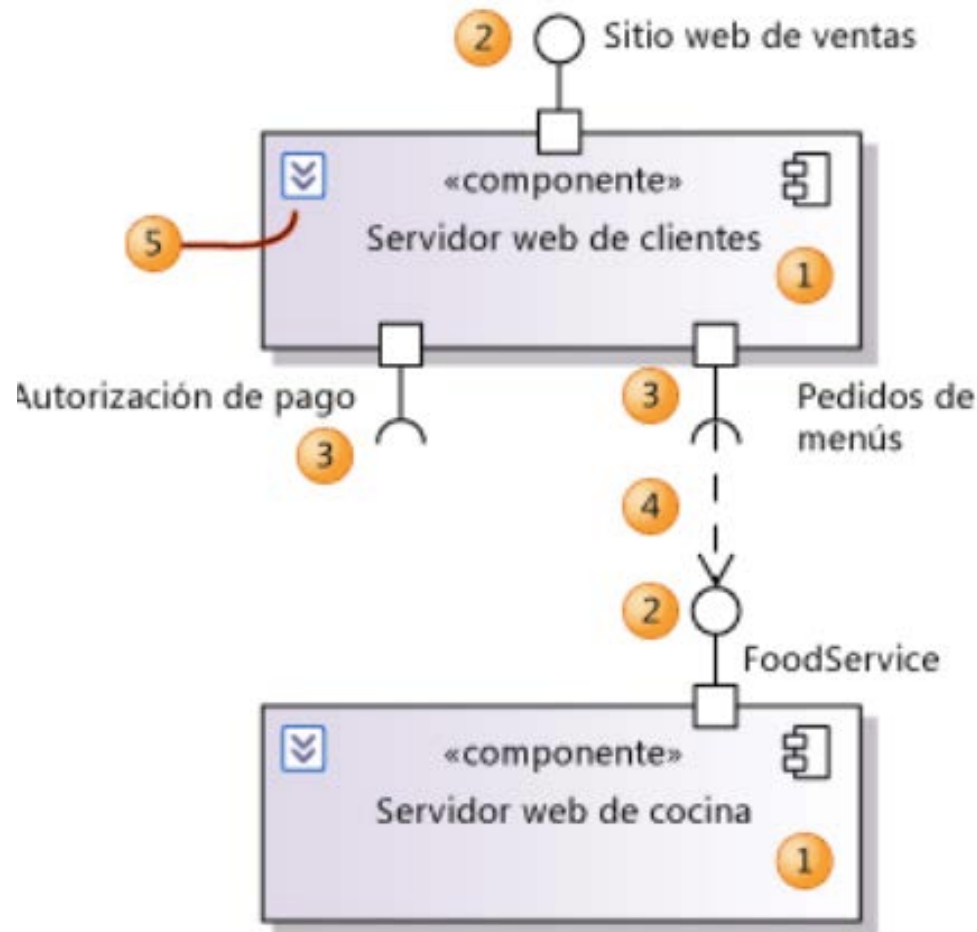 2 Sitio web de ventas
«componente»
5 Servidor web de clientes
1
Autorización de pago
3
3 Pedidos de
menús
4
2
FoodService
«componente»
Servidor web de cocina
1